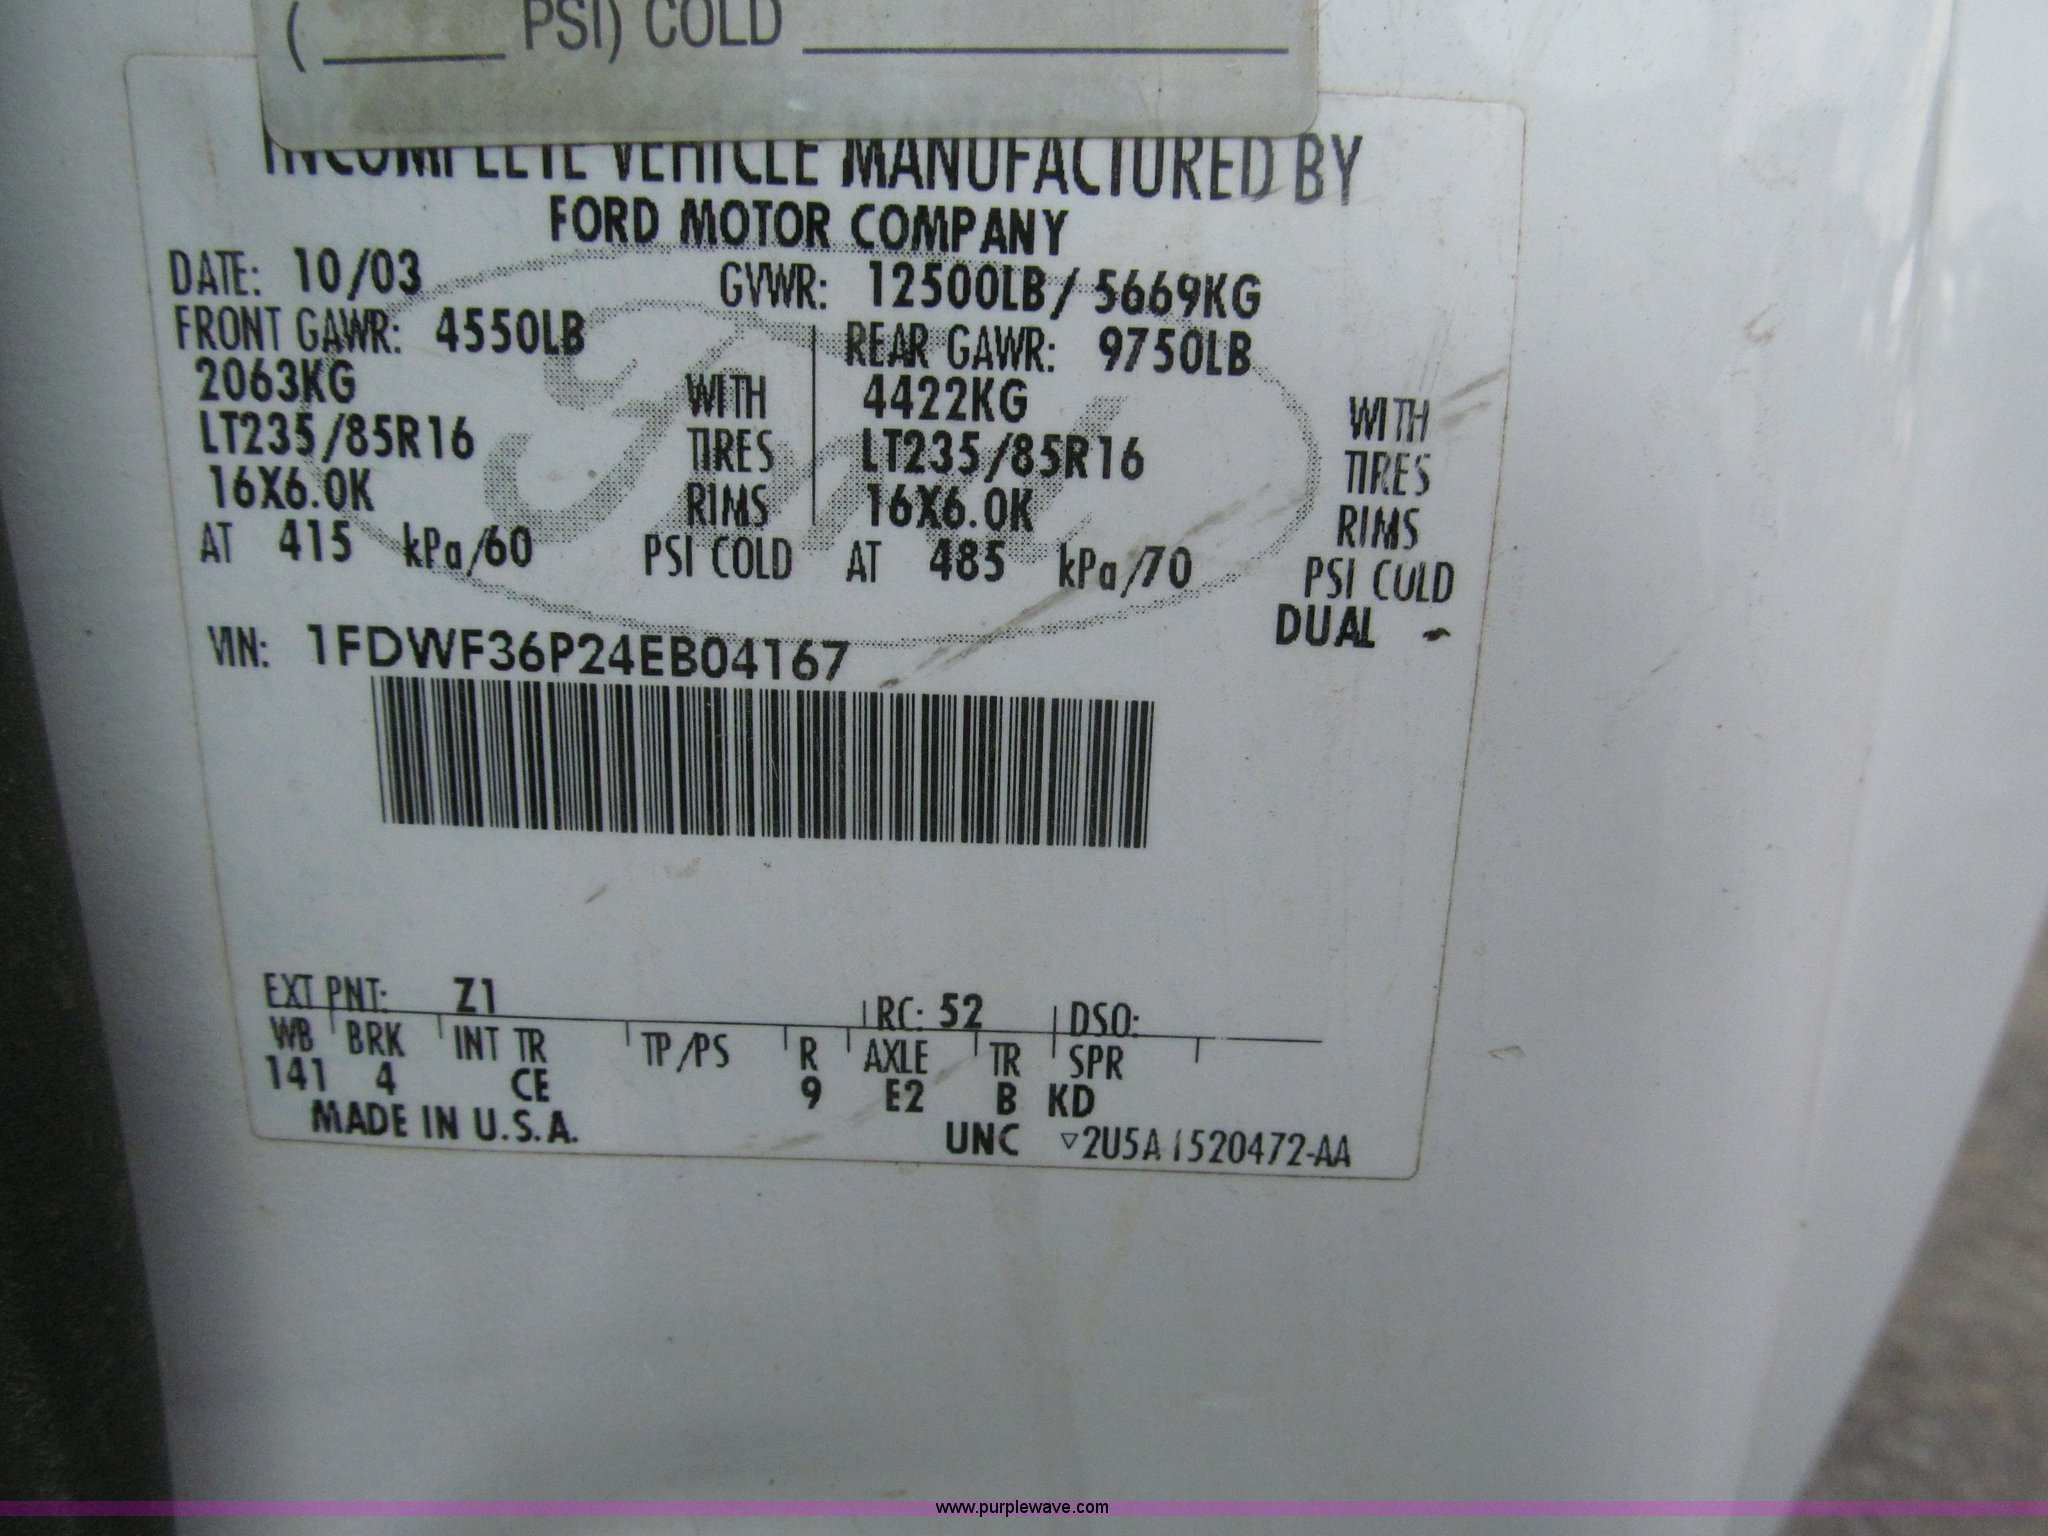 ( ____ PSI) COLD ________
INCOMPLETE VEHICLE MANUFACTURED BY
FORD MOTOR COMPANY
DATE: 10/03 GVWR: 12500LB/ 5669KG
FRONT GAWR: 4550LB REAR GAWR: 9750LB
2063KG WITH 4422KG WITH
LT235/85R16 TIRES LT235/85R16 TIRES
16X6.0K RIMS 16X6.0K RIMS
AT 415 kPa/60 PSI COLD AT 485 kPa/70 PSI COLD
DUAL -
VIN: 1FDWF36P24EB04167
EXT PNT: Z1 RC: 52 DSO:
WB BRK INT TR TP/PS R AXLE TR SPR
141 4 CE 9 E2 B KD
MADE IN U.S.A. UNC ▽2U5A 1520472-AA
Ford
www.purplewave.com